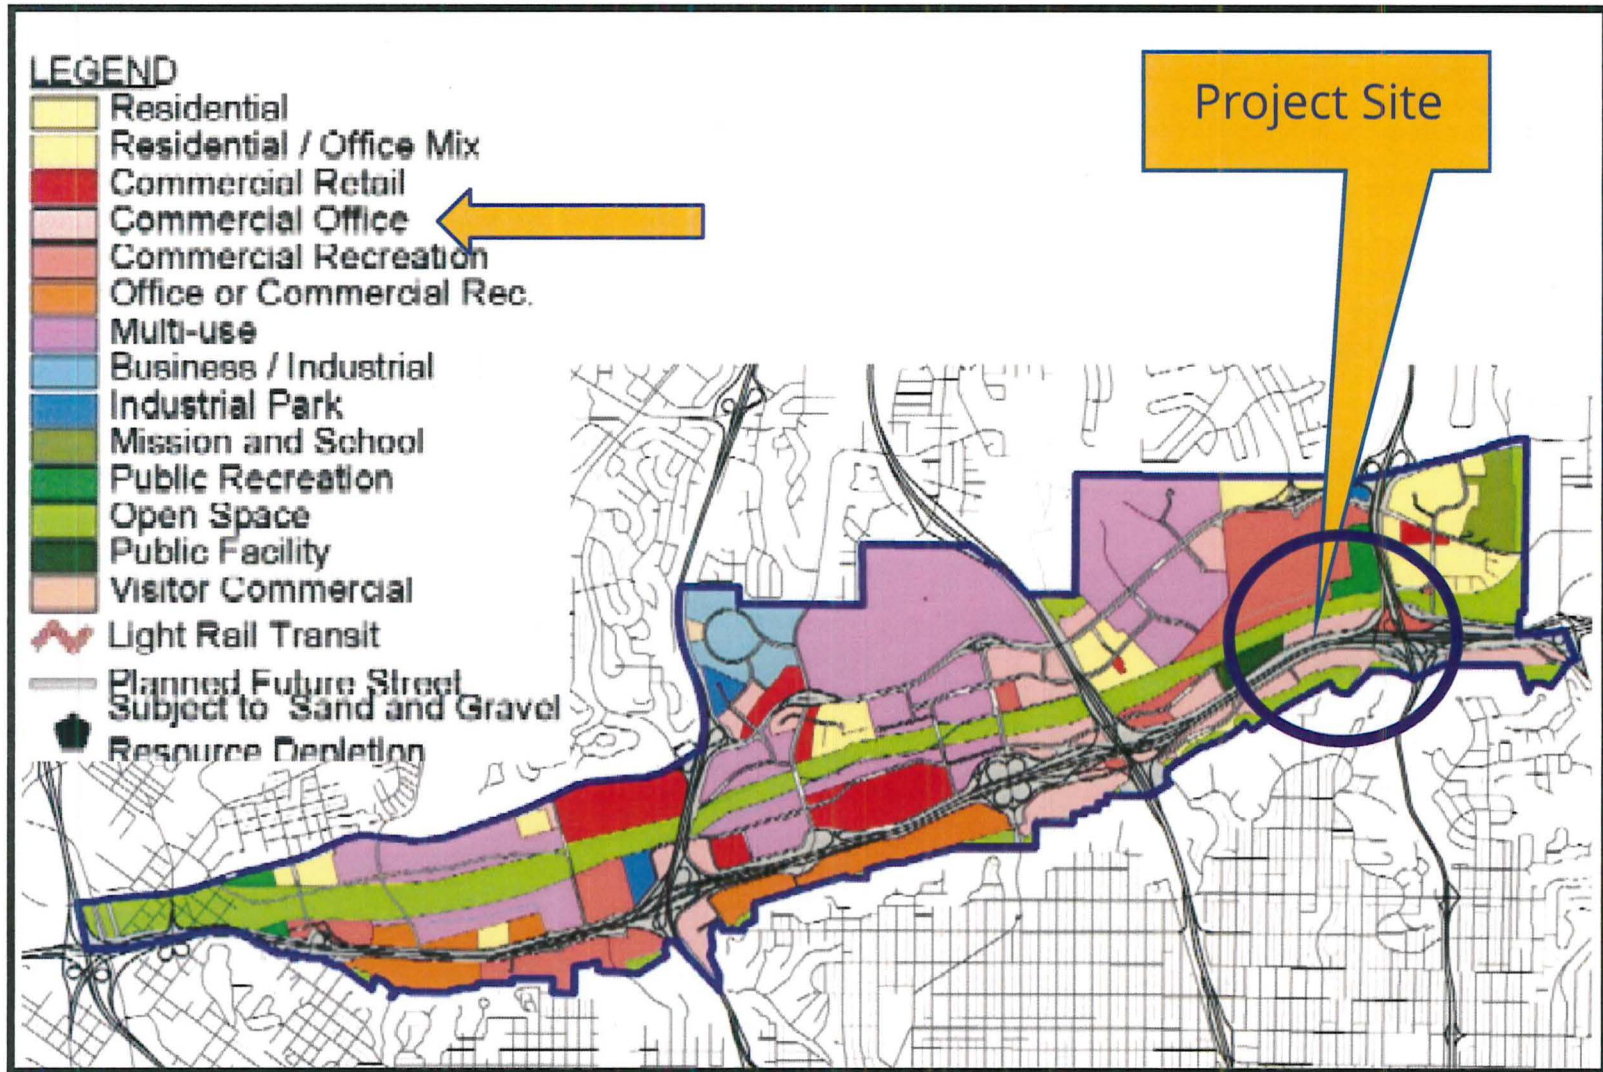 LEGEND
Residential
Residential / Office Mix
Commercial Retail
Commercial Office
Commercial Recreation
Office or Commercial Rec.
Multi-use
Business / Industrial
Industrial Park
Mission and School
Public Recreation
Open Space
Public Facility
Visitor Commercial
Light Rail Transit
Planned Future Street
Subject to Sand and Gravel
Resource Depletion
Project Site